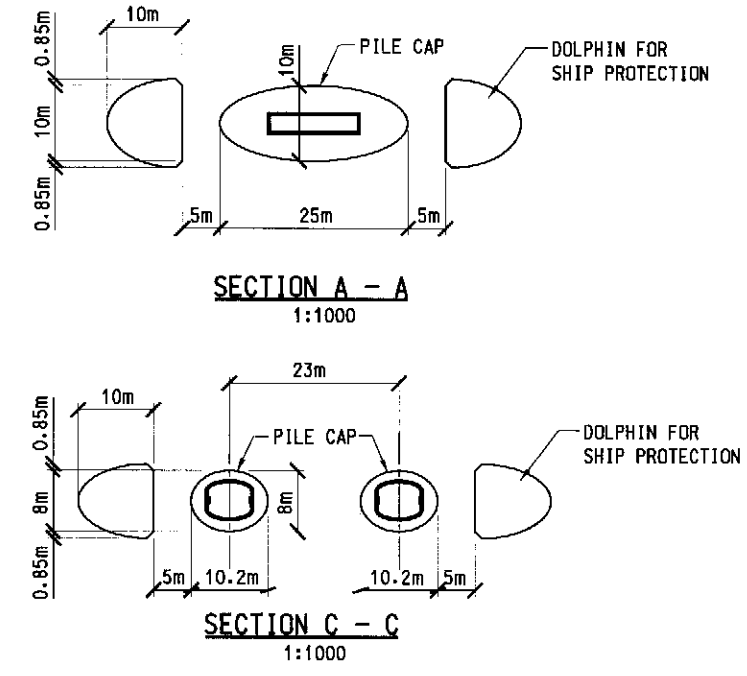 10m
0.85m
10m
0.85m
10m
PILE CAP
DOLPHIN FOR
SHIP PROTECTION
5m
25m
5m
SECTION A - A
1:1000
23m
10m
0.85m
8m
0.85m
PILE CAP
8m
DOLPHIN FOR
SHIP PROTECTION
5m
10.2m
10.2m
5m
SECTION C - C
1:1000